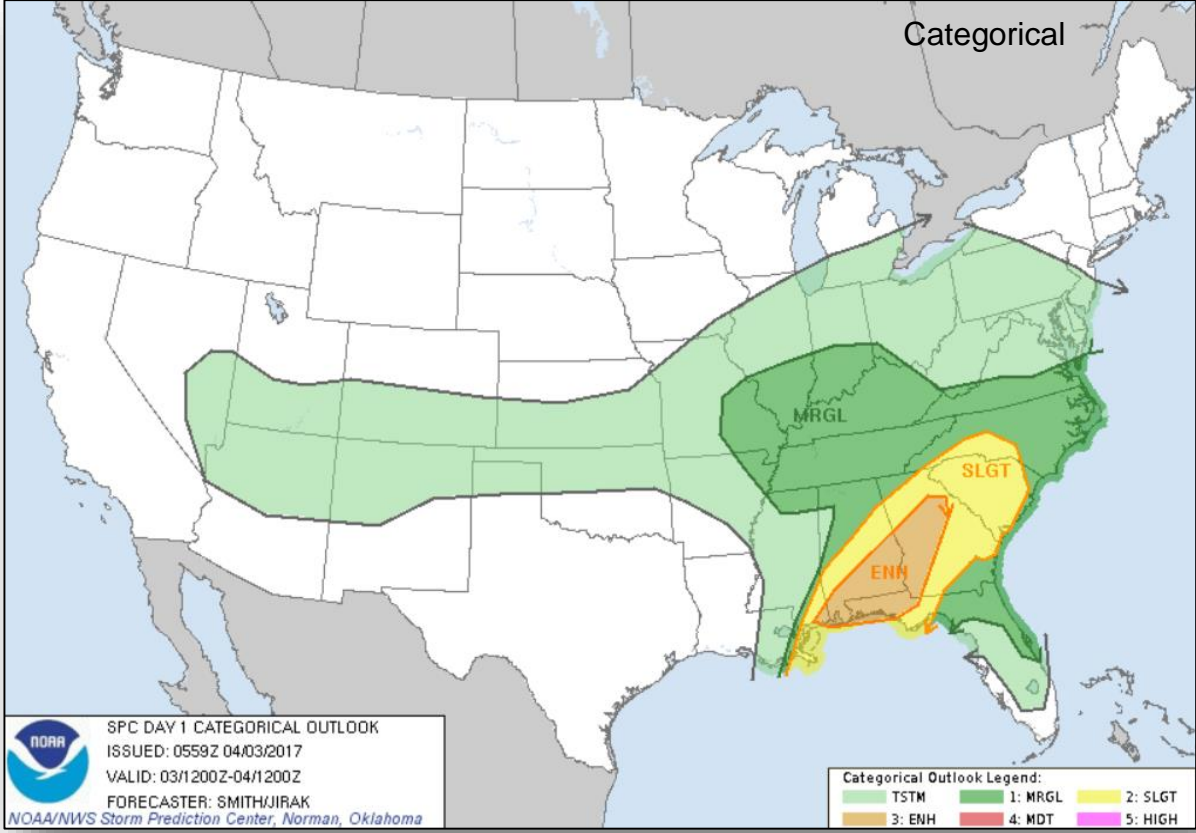 Categorical
MRGL
SLGT
ENH
NOAA
SPC DAY 1 CATEGORICAL OUTLOOK
ISSUED: 0559Z 04/03/2017
VALID: 03/1200Z-04/1200Z
FORECASTER: SMITH/JIRAK
NOAA/NWS Storm Prediction Center, Norman, Oklahoma
Categorical Outlook Legend:
TSTM 1: MRGL 2: SLGT
3: ENH 4: MDT 5: HIGH